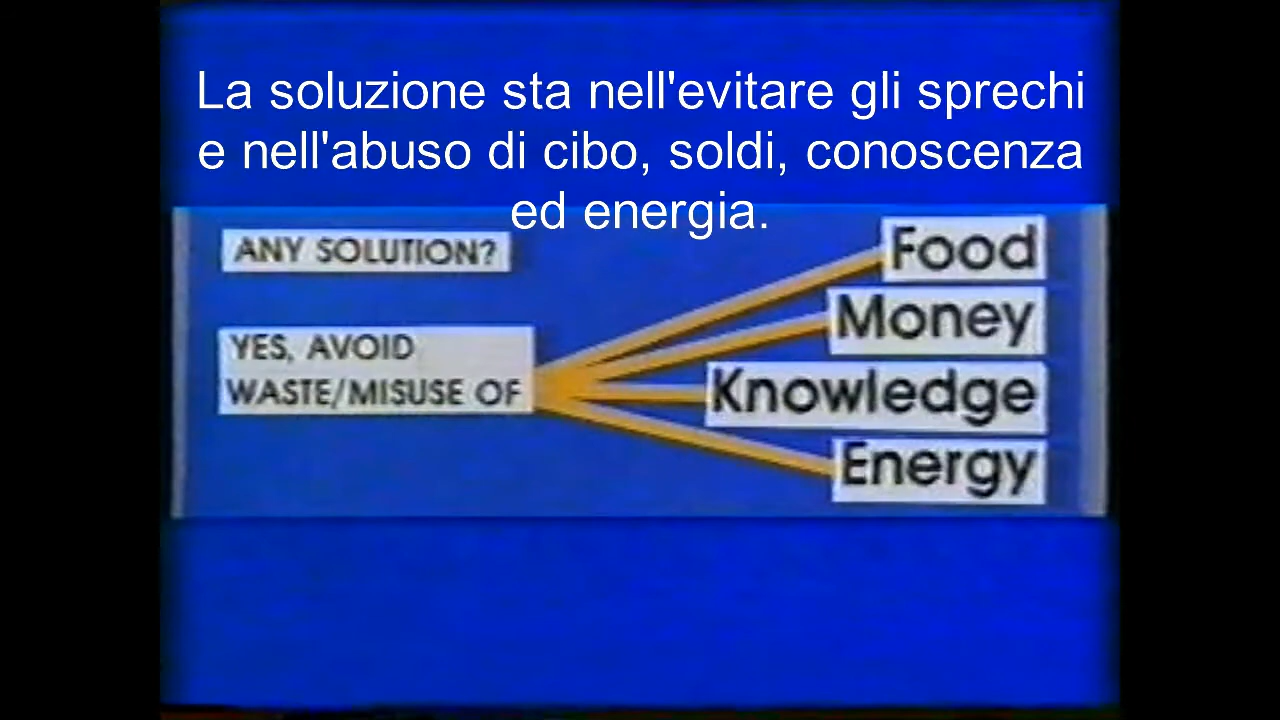 La soluzione sta nell'evitare gli sprechi
e nell'abuso di cibo, soldi, conoscenza
ed energia.
ANY SOLUTION?
YES, AVOID
WASTE/MISUSE OF
Food
Money
Knowledge
Energy